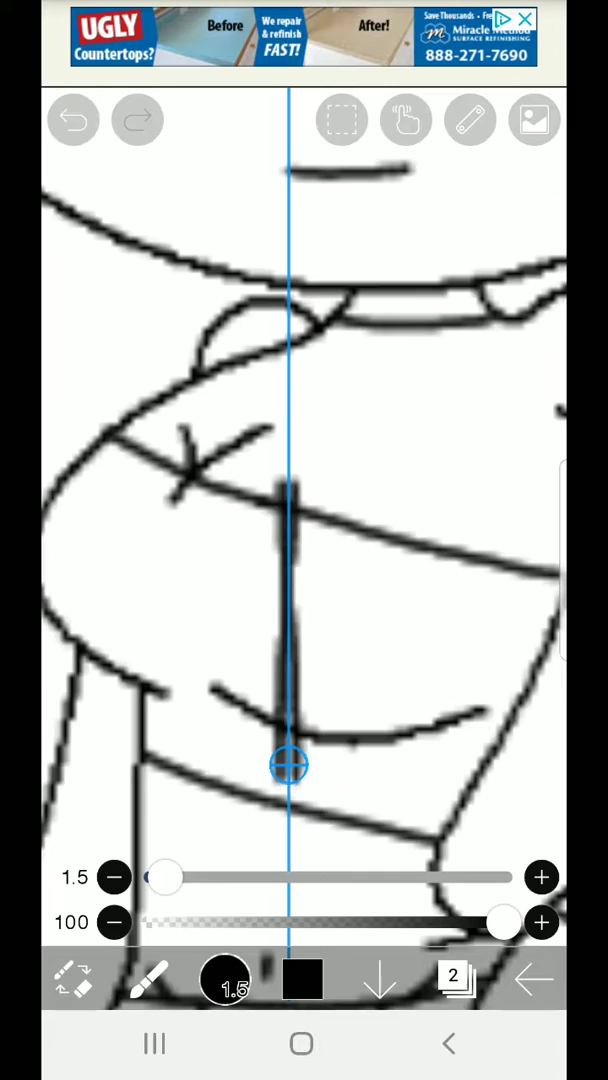 UGLY
Countertops?
Before
We repair
& refinish
FAST!
After!
Save Thousands
Miracle Method
SURFACE REFINISHING
888-271-7690
1.5
100
1.5
2